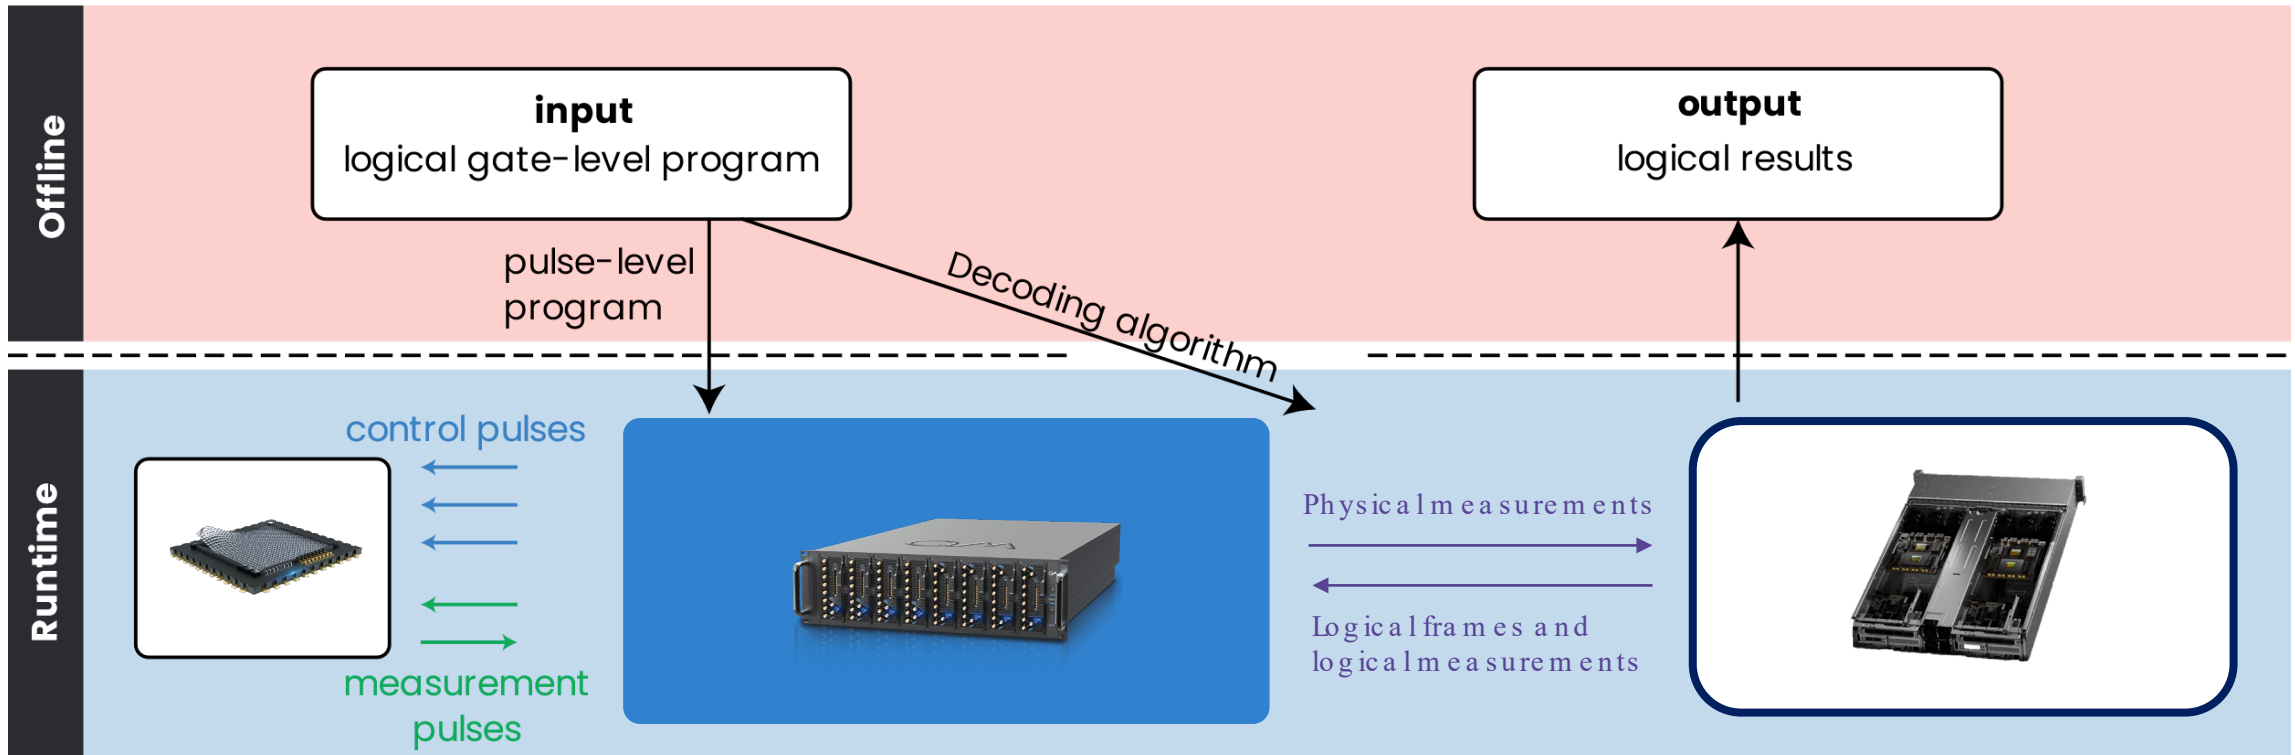 Offline
input
logical gate-level program
output
logical results
pulse-level
program
Decoding algorithm
Runtime
control pulses
measurement
pulses
QM
Physical measurements
Logical frames and
logical measurements